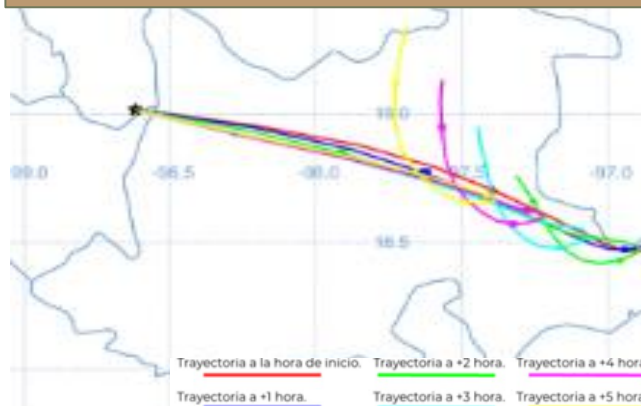 19.0
-99.0 -98.5 -98.0 -97.5 -97.0
18.5
Trayectoria a la hora de inicio. Trayectoria a +2 hora. Trayectoria a +4 hora.
Trayectoria a +1 hora. Trayectoria a +3 hora. Trayectoria a +5 hora